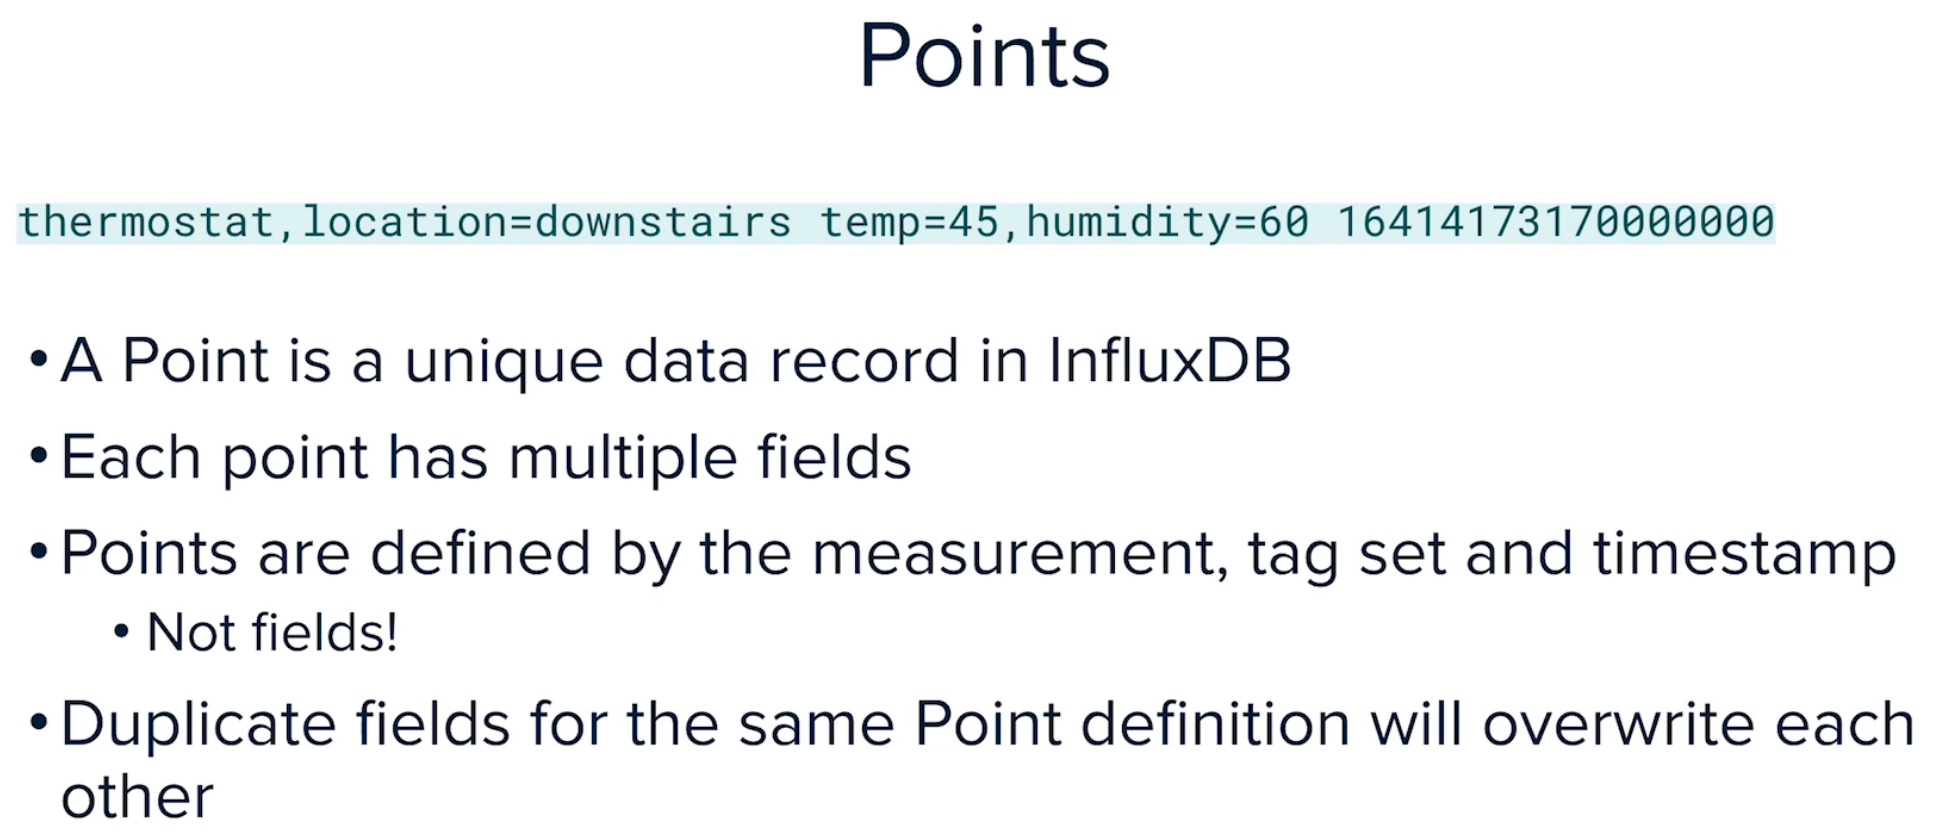 Points
thermostat,location=downstairs temp=45,humidity=60 16414173170000000
• A Point is a unique data record in InfluxDB
• Each point has multiple fields
• Points are defined by the measurement, tag set and timestamp
• Not fields!
• Duplicate fields for the same Point definition will overwrite each
other